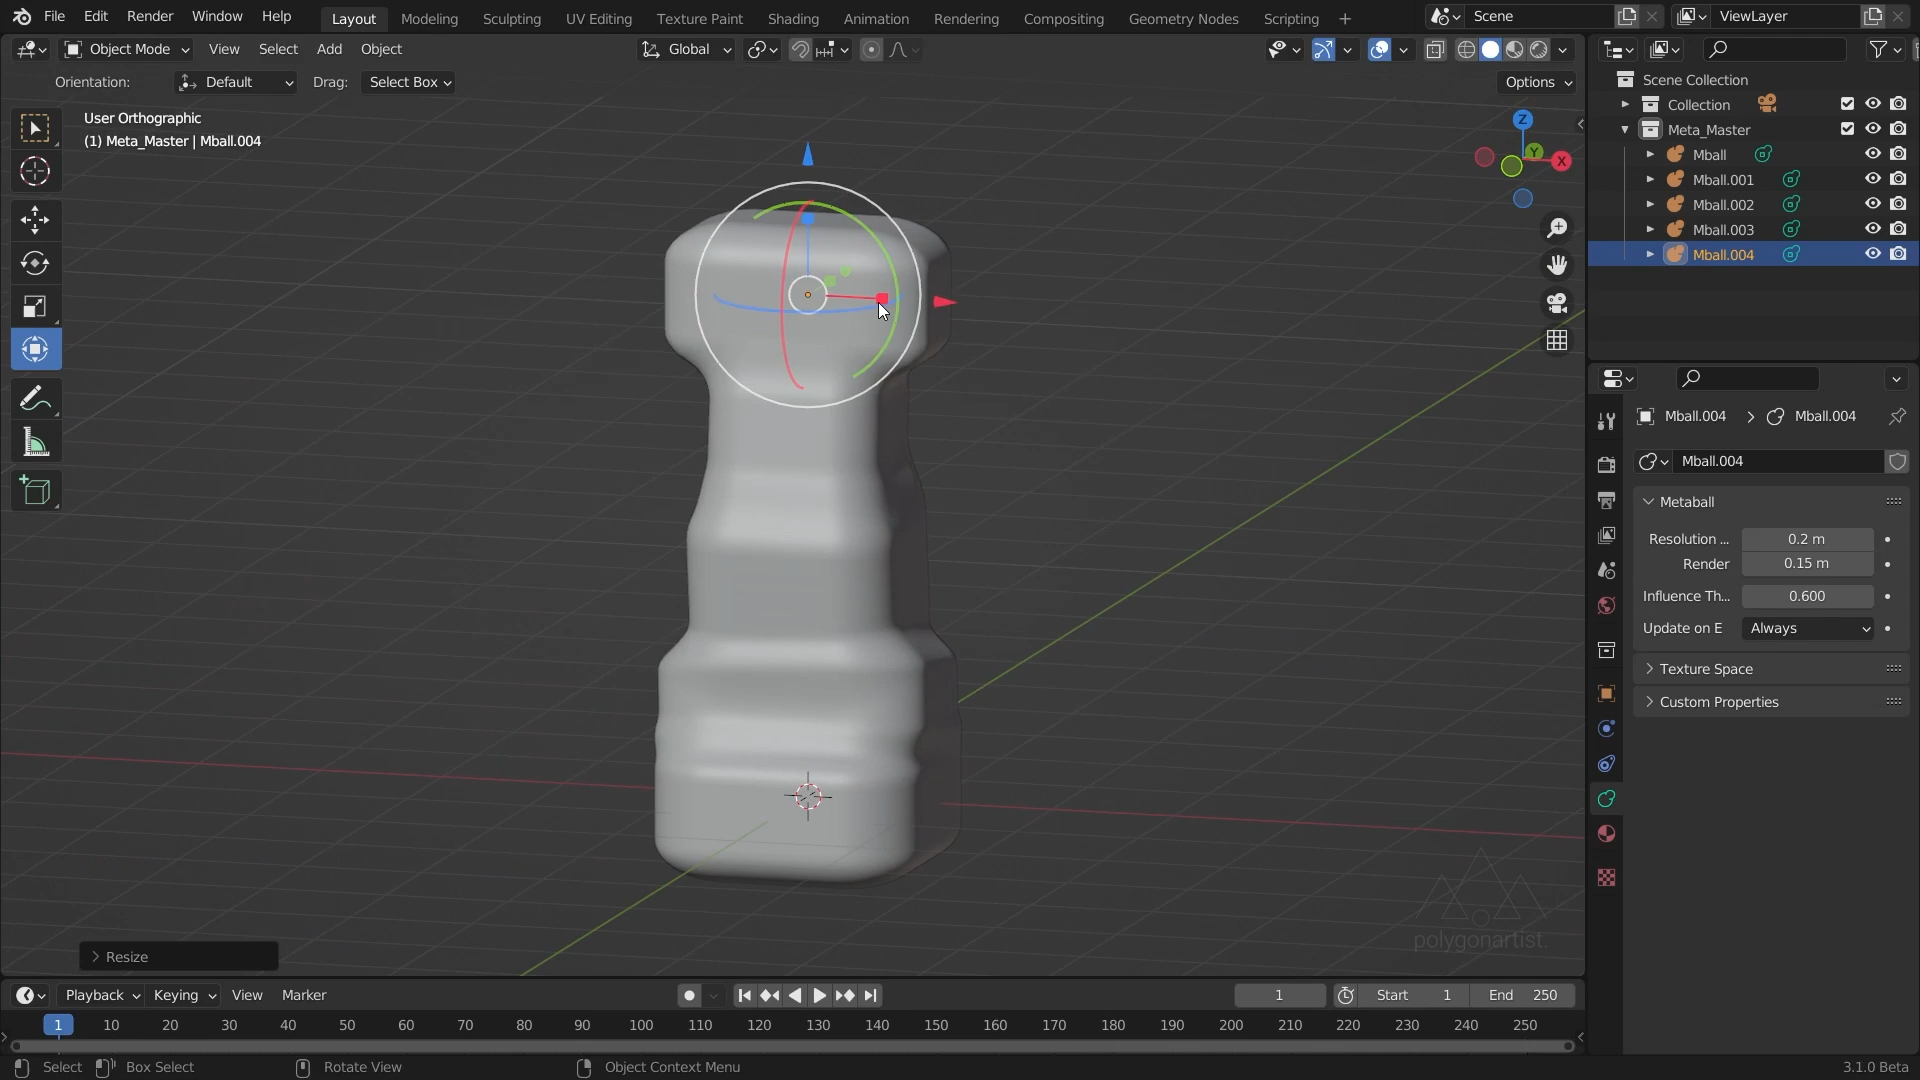 File Edit Render Window Help Layout Modeling Sculpting UV Editing Texture Paint Shading Animation Rendering Compositing Geometry Nodes Scripting + Scene ViewLayer
Object Mode View Select Add Object Global
Orientation: Default Drag: Select Box Options
User Orthographic
(1) Meta_Master | Mball.004
Z
Y
X
Scene Collection
Collection
Meta_Master
Mball
Mball.001
Mball.002
Mball.003
Mball.004
Mball.004 > Mball.004
Mball.004
Metaball
Resolution ... 0.2 m
Render 0.15 m
Influence Th... 0.600
Update on E Always
Texture Space
Custom Properties
polygonartist.
Resize
Playback Keying View Marker 1 Start 1 End 250
1 10 20 30 40 50 60 70 80 90 100 110 120 130 140 150 160 170 180 190 200 210 220 230 240 250
Select Box Select Rotate View Object Context Menu 3.1.0 Beta